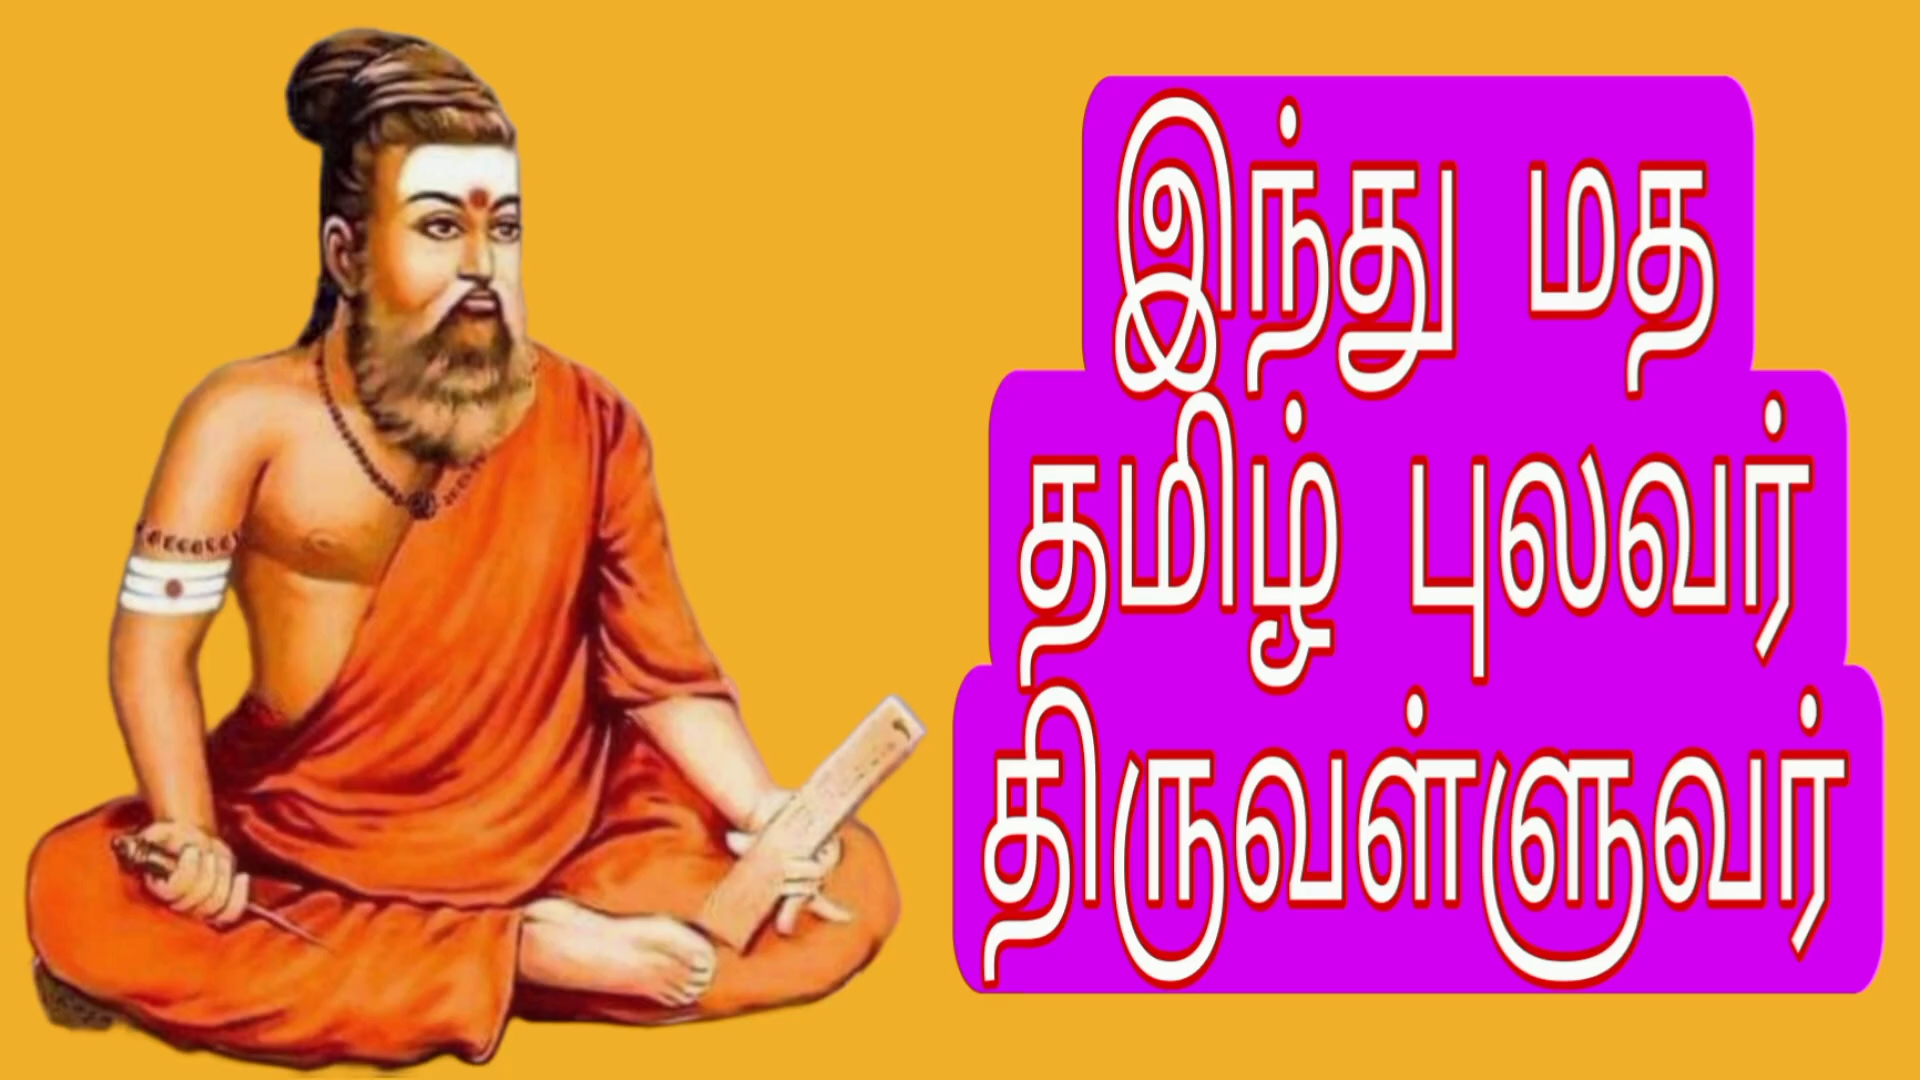 இந்து மத
தமிழ் புலவர்
திருவள்ளுவர்